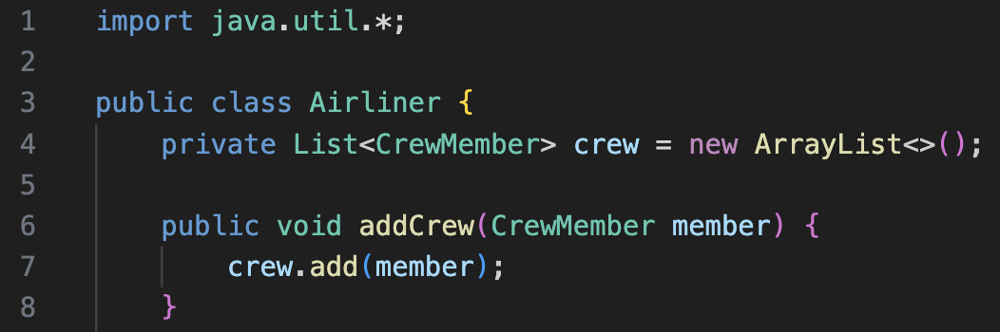 1 import java.util.*;
2
3 public class Airliner {
4     private List<CrewMember> crew = new ArrayList<>();
5
6     public void addCrew(CrewMember member) {
7         crew.add(member);
8     }